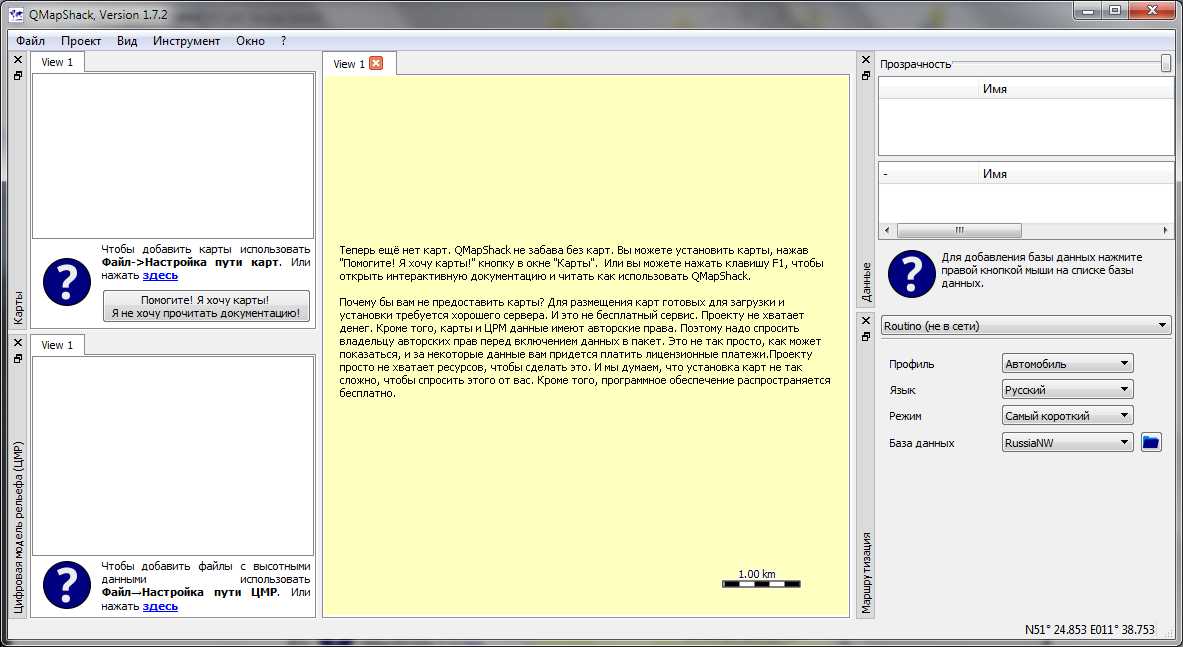 QMapShack, Version 1.7.2
Файл Проект Вид Инструмент Окно ?
Карты
View 1
Чтобы добавить карты использовать
Файл->Настройка пути карт. Или
нажать здесь
Помогите! Я хочу карты!
Я не хочу прочитать документацию!
Цифровая модель рельефа (ЦМР)
View 1
Чтобы добавить файлы с высотными
данными использовать
Файл→Настройка пути ЦМР. Или
нажать здесь
View 1
Теперь ещё нет карт. QMapShack не забава без карт. Вы можете установить карты, нажав
"Помогите! Я хочу карты!" кнопку в окне "Карты". Или вы можете нажать клавишу F1, чтобы
открыть интерактивную документацию и читать как использовать QMapShack.
Почему бы вам не предоставить карты? Для размещения карт готовых для загрузки и
установки требуется хорошего сервера. И это не бесплатный сервис. Проекту не хватает
денег. Кроме того, карты и ЦРМ данные имеют авторские права. Поэтому надо спросить
владельцу авторских прав перед включением данных в пакет. Это не так просто, как может
показаться, и за некоторые данные вам придется платить лицензионные платежи.Проекту
просто не хватает ресурсов, чтобы сделать это. И мы думаем, что установка карт не так
сложно, чтобы спросить этого от вас. Кроме того, программное обеспечение распространяется
бесплатно.
1.00 km
Данные
Прозрачность
Имя
- Имя
Для добавления базы данных нажмите
правой кнопкой мыши на списке базы
данных.
Маршрутизация
Routino (не в сети)
Профиль Автомобиль
Язык Русский
Режим Самый короткий
База данных RussiaNW
N51° 24.853 E011° 38.753